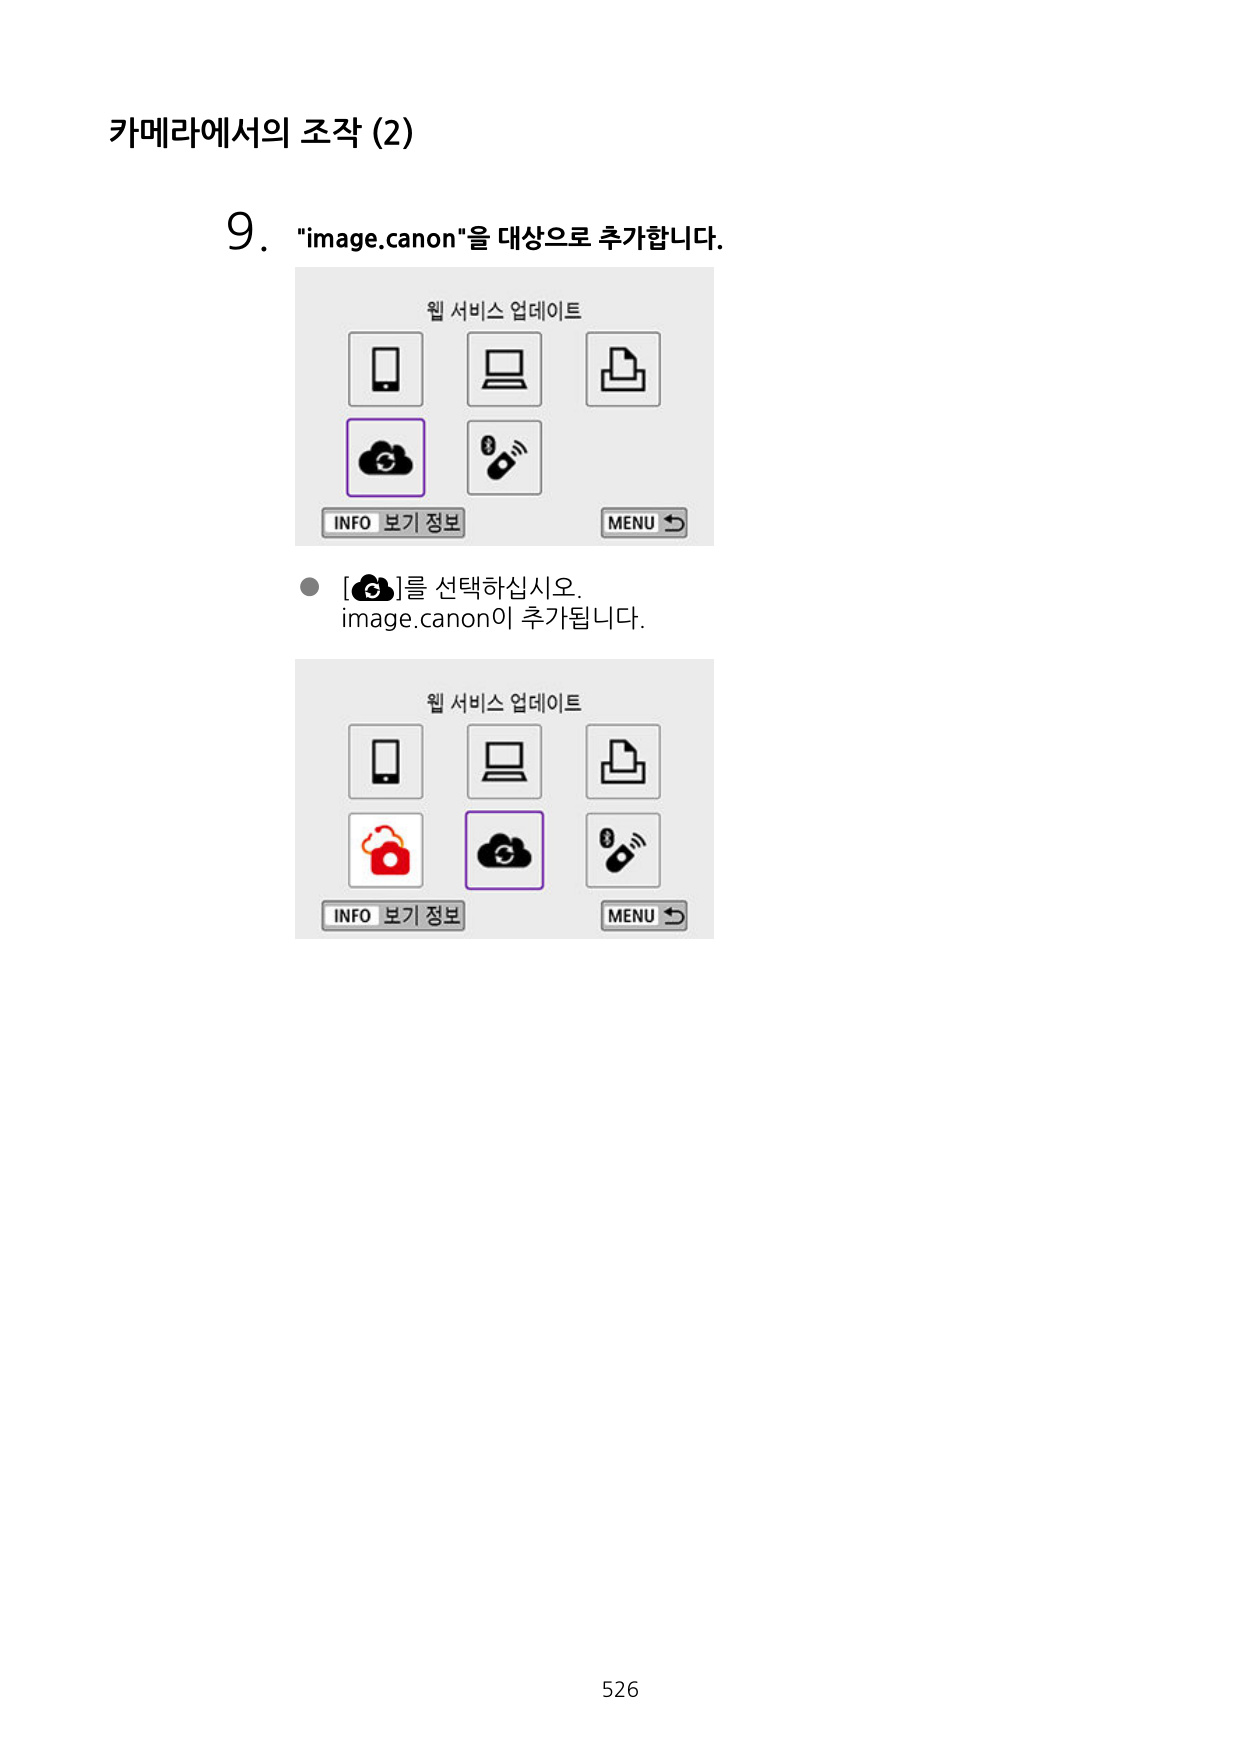 카메라에서의 조작 (2)
9. "image.canon"을 대상으로 추가합니다.
웹 서비스 업데이트
INFO 보기 정보 MENU
[]를 선택하십시오.
image.canon이 추가됩니다.
웹 서비스 업데이트
INFO 보기 정보 MENU
526